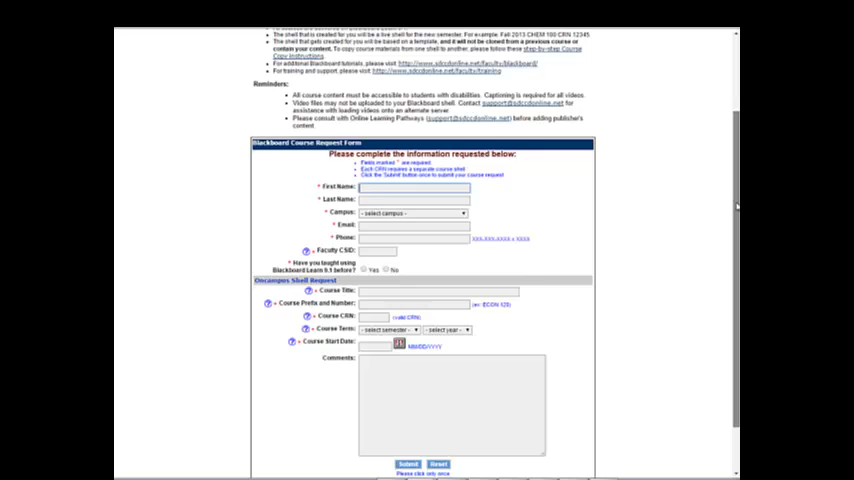 The shell that is created for you will be a live shell for the new semester. For example, Fall 2013 CHEM 100 CRN 12345
The shell that gets created for you will be based on a template, and it will not be cloned from a previous course or
contain your content. To copy course materials from one shell to another, please follow these step-by-step Course
Copy Instructions.
For additional Blackboard tutorials, please visit: http://www.sdccdonline.net/faculty/blackboard/
For training and support, please visit: http://www.sdccdonline.net/faculty/training
Reminders:
All course content must be accessible to students with disabilities. Captioning is required for all videos.
Video files may not be uploaded to your Blackboard shell. Contact support@sdccdonline.net for
assistance with loading videos onto an alternate server.
Please consult with Online Learning Pathways (support@sdccdonline.net) before adding publisher's
content.
Blackboard Course Request Form
Please complete the information requested below:
Fields marked * are required
Each CRN requires a separate course shell
Click the 'Submit' button once to submit your course request
* First Name:
* Last Name:
* Campus: - select campus -
* Email:
* Phone: XXX-XXX-XXXX x XXXX
? * Faculty CSID:
* Have you taught using
Blackboard Learn 9.1 before? Yes No
Oncampus Shell Request
? * Course Title:
? * Course Prefix and Number: (ex: ECON 120)
? * Course CRN: (valid CRN)
? * Course Term: - select semester - - select year -
? * Course Start Date: MM/DD/YYYY
Comments:
Submit Reset
Please click only once